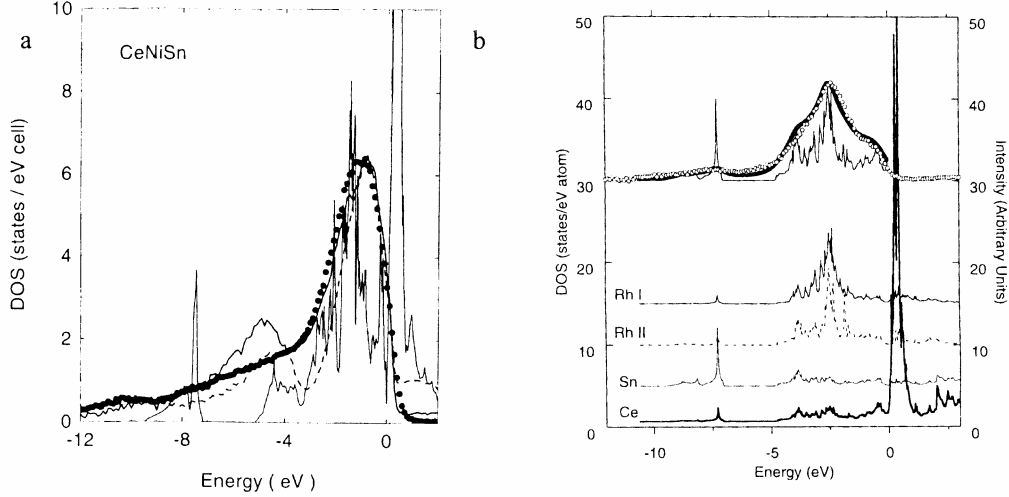 a
CeNiSn
10
8
6
4
2
0
-12
-8
-4
0
DOS (states / eV cell)
Energy ( eV )
b
50
40
30
20
10
0
50
40
30
20
10
0
-10
-5
0
DOS (states/eV atom)
Intensity (Arbitrary Units)
Rh I
Rh II
Sn
Ce
Energy (eV)